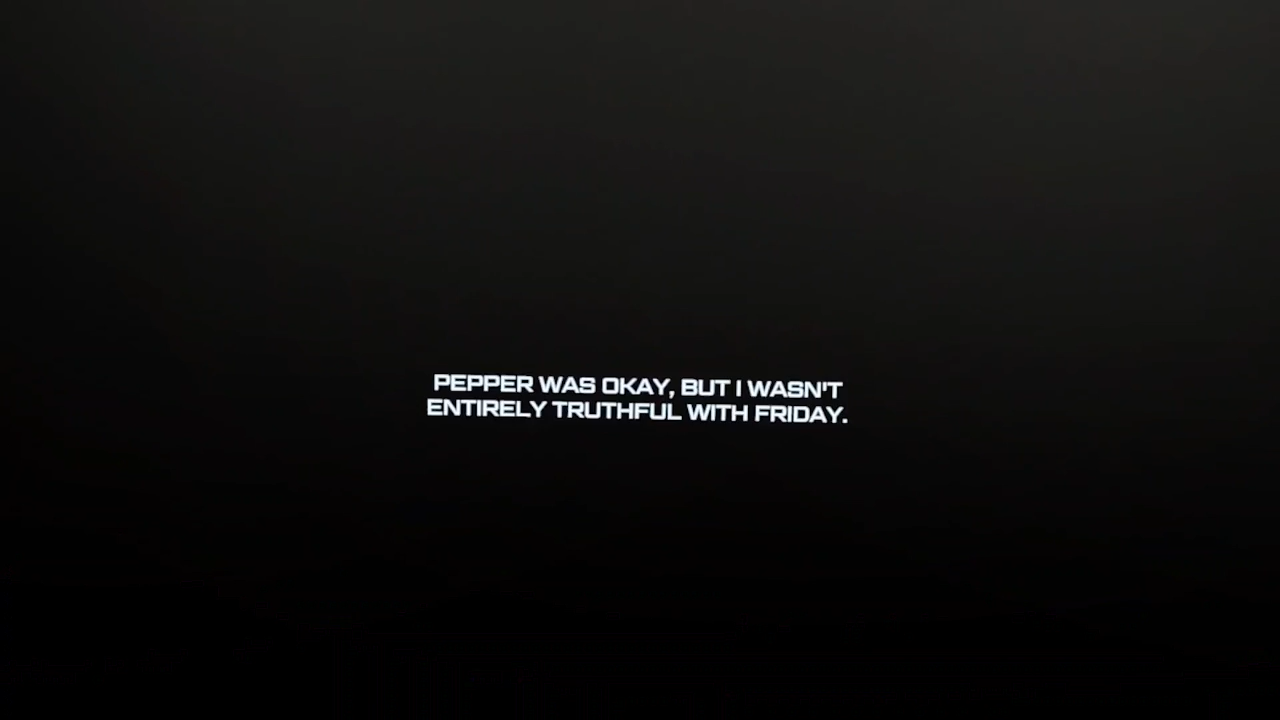 PEPPER WAS OKAY, BUT I WASN'T
ENTIRELY TRUTHFUL WITH FRIDAY.